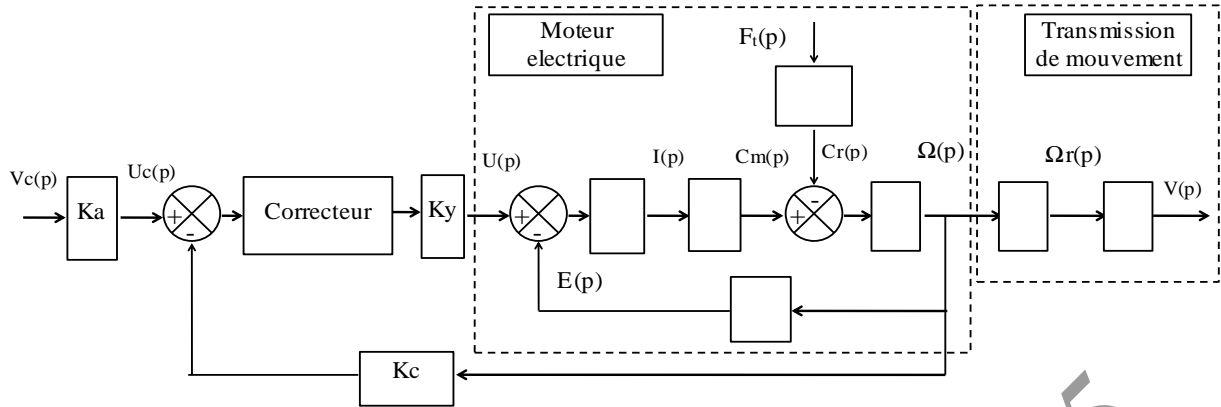 Moteur
electrique
Transmission
de mouvement
Ft(p)
Vc(p)
Ka
Uc(p)
+
-
Correcteur
Ky
U(p)
+
-
I(p)
Cm(p)
Cr(p)
+
-
Ω(p)
Ωr(p)
V(p)
E(p)
Kc